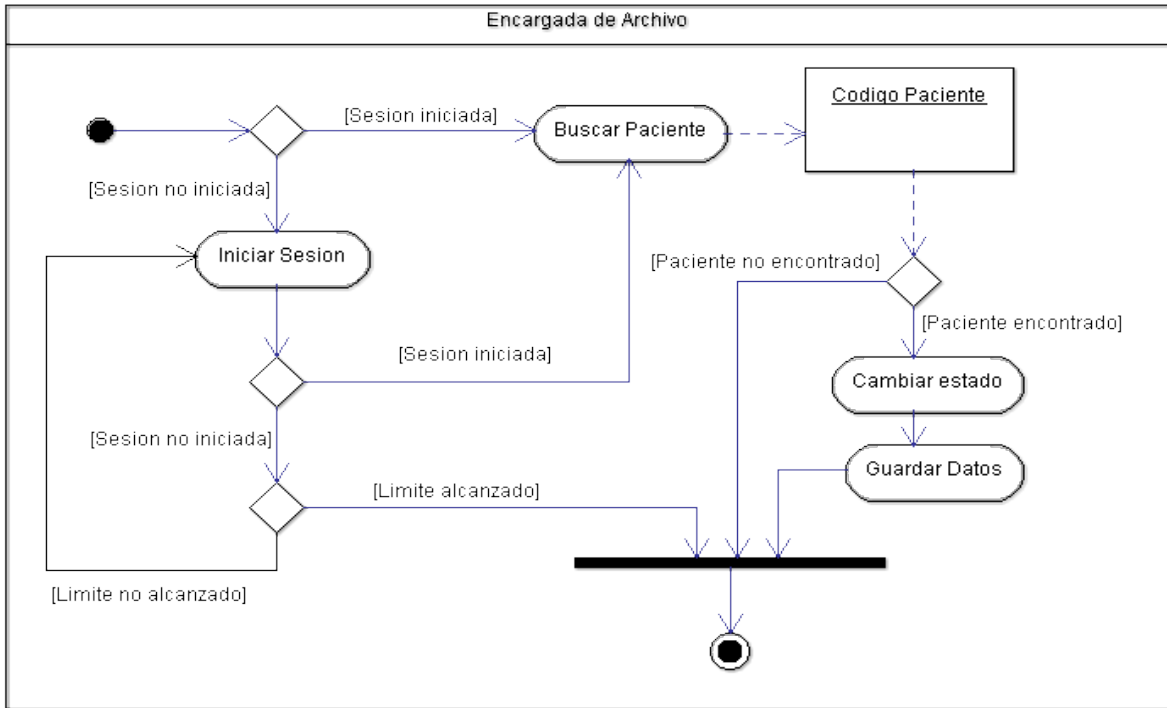 Encargada de Archivo
[Sesion iniciada]
Buscar Paciente
Codigo Paciente
[Sesion no iniciada]
Iniciar Sesion
[Paciente no encontrado]
[Paciente encontrado]
[Sesion iniciada]
Cambiar estado
[Sesion no iniciada]
Guardar Datos
[Limite alcanzado]
[Limite no alcanzado]